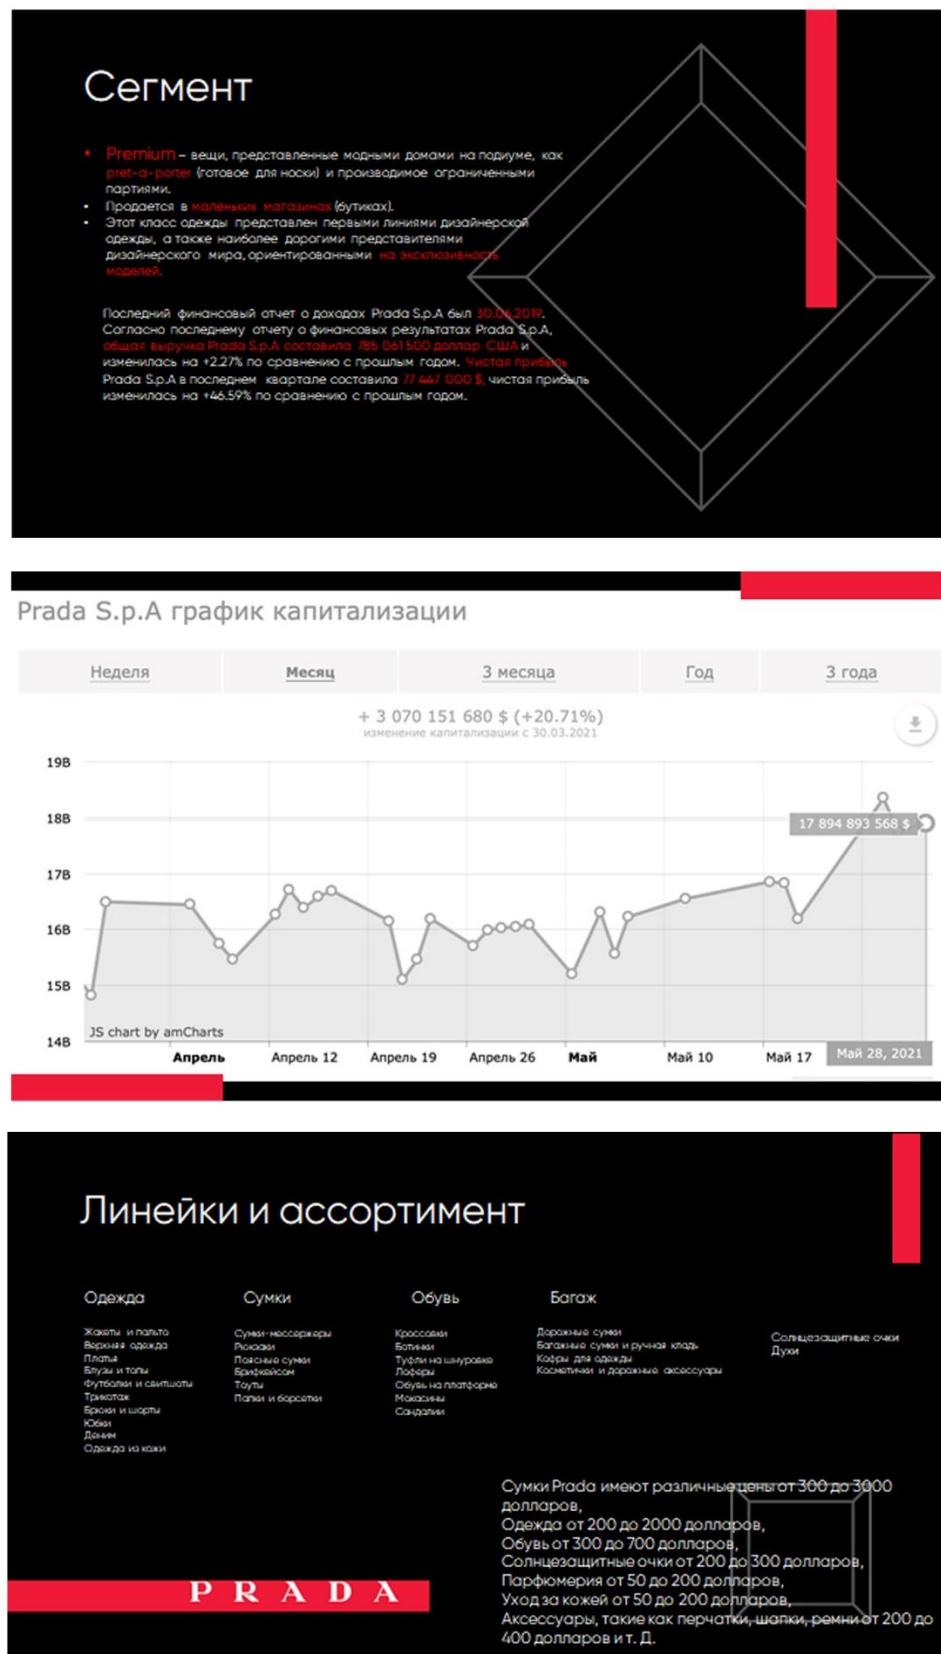 Сегмент
• Premium – вещи, представленные модными домами на подиуме, как
pret-a-porter (готовое для носки) и производимое ограниченными
партиями.
• Продается в маленьких магазинах (бутиках).
• Этот класс одежды представлен первыми линиями дизайнерской
одежды, а также наиболее дорогими представителями
дизайнерского мира, ориентированными на эксклюзивность
моделей.
Последний финансовый отчет о доходах Prada S.p.A был 30.06.2019.
Согласно последнему отчету о финансовых результатах Prada S.p.A,
общая выручка Prada S.p.A составила 785 061 500 доллар США и
изменилась на +2.27% по сравнению с прошлым годом. Чистая прибыль
Prada S.p.A в последнем квартале составила 77 447 000 $, чистая прибыль
изменилась на +46.59% по сравнению с прошлым годом.
Prada S.p.A график капитализации
Неделя Месяц 3 месяца Год 3 года
+ 3 070 151 680 $ (+20.71%)
изменение капитализации с 30.03.2021
19B
18B
17 894 893 568 $
17B
16B
15B
JS chart by amCharts
14B
Апрель Апрель 12 Апрель 19 Апрель 26 Май Май 10 Май 17 Май 28, 2021
Линейки и ассортимент
Одежда
Жакеты и пальто
Верхняя одежда
Платья
Блузы и топы
Футболки и свитшоты
Трикотаж
Брюки и шорты
Юбки
Деним
Одежда из кожи
Сумки
Сумки-мессержеры
Рюкзаки
Поясные сумки
Брифкейсом
Тоуты
Папки и борсетки
Обувь
Кроссовки
Ботинки
Туфли на шнуровке
Лоферы
Обувь на платформе
Мокасины
Сандалии
Багаж
Дорожные сумки
Багажные сумки и ручная кладь
Кофры для одежды
Косметички и дорожные аксессуары
Солнцезащитные очки
Духи
Сумки Prada имеют различные цены от 300 до 3000
долларов,
Одежда от 200 до 2000 долларов,
Обувь от 300 до 700 долларов,
Солнцезащитные очки от 200 до 300 долларов,
Парфюмерия от 50 до 200 долларов,
Уход за кожей от 50 до 200 долларов,
Аксессуары, такие как перчатки, шапки, ремни от 200 до
400 долларов и т. Д.
PRADA